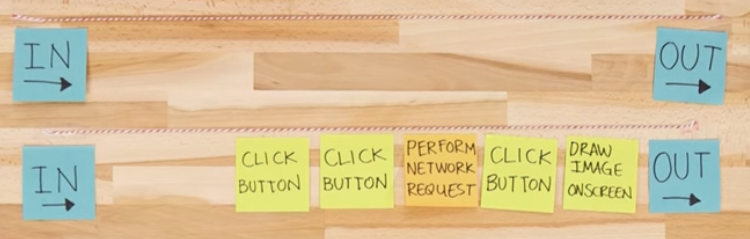 IN
OUT
IN
CLICK
BUTTON
CLICK
BUTTON
PERFORM
NETWORK
REQUEST
CLICK
BUTTON
DRAW
IMAGE
ONSCREEN
OUT